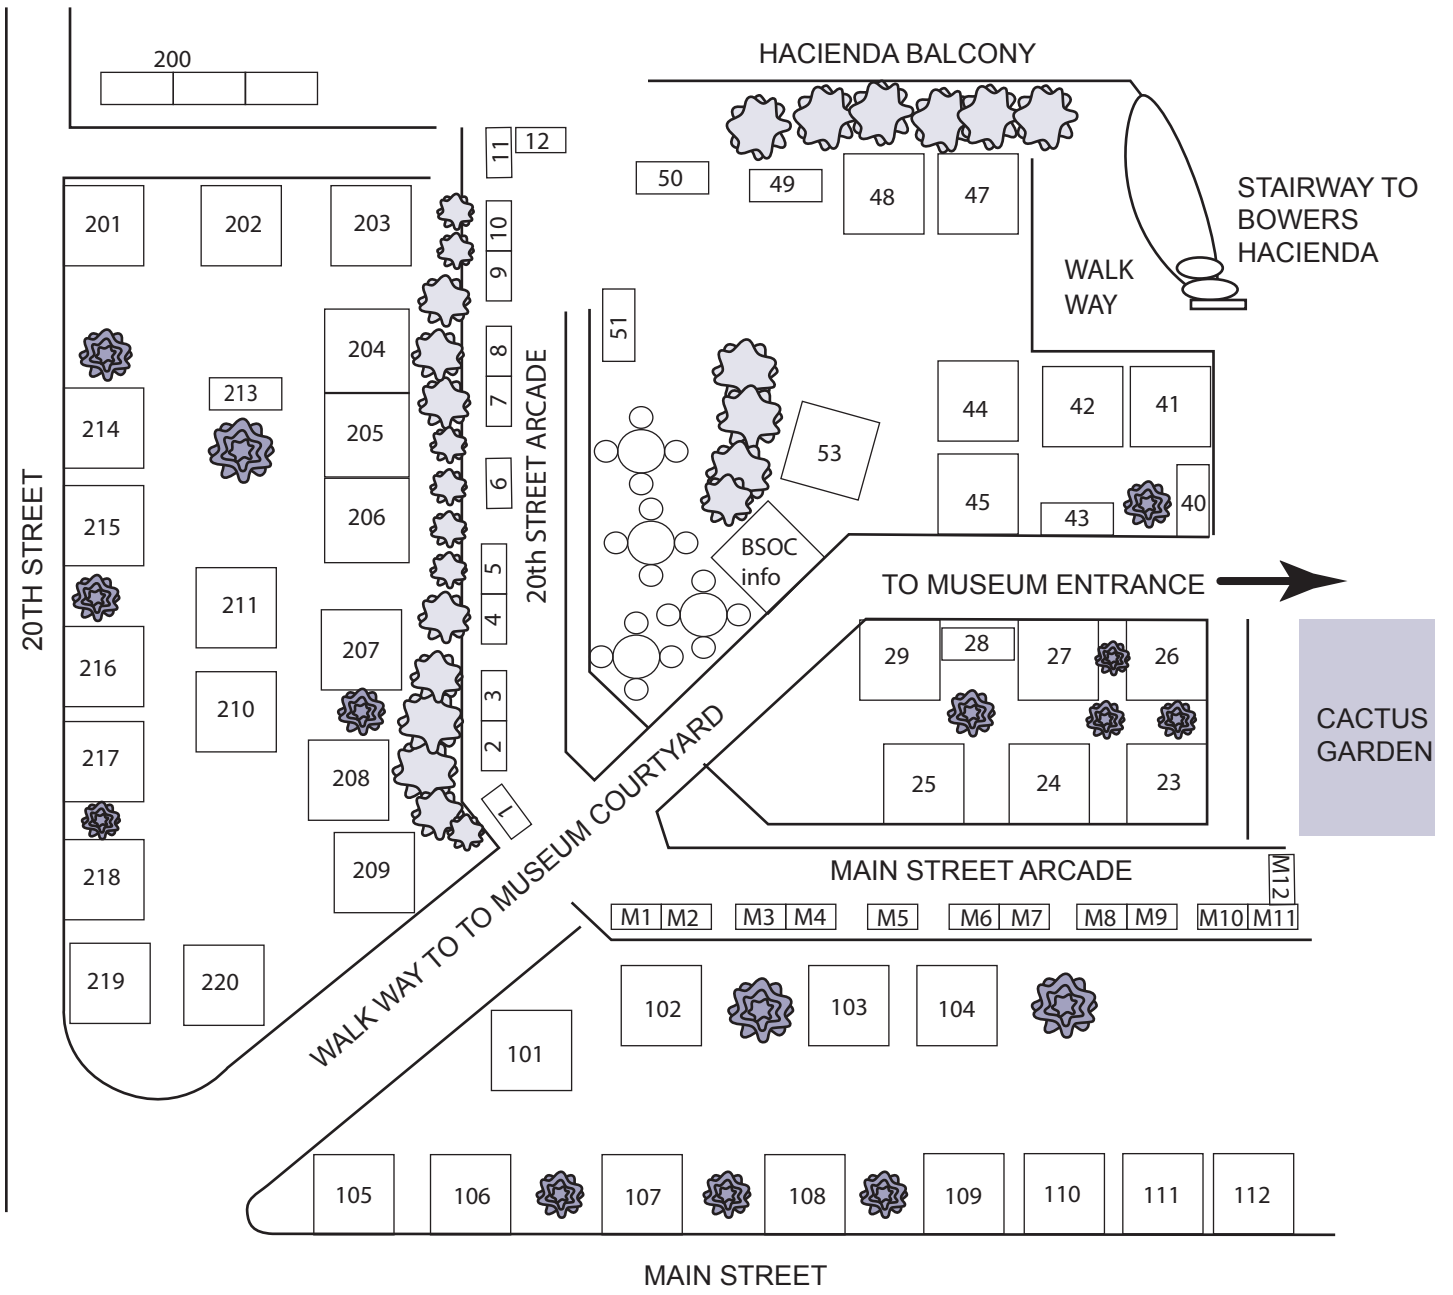 HACIENDA BALCONY
200
11
12
50
49
48
47
STAIRWAY TO
BOWERS
HACIENDA
201
202
203
10
9
WALK
WAY
51
204
8
7
213
214
205
20th STREET ARCADE
44
42
41
53
6
215
206
45
43
40
20TH STREET
BSOC
info
5
4
211
TO MUSEUM ENTRANCE
207
216
29
28
27
26
210
3
2
217
208
CACTUS
GARDEN
25
24
23
1
218
209
WALK WAY TO TO MUSEUM COURTYARD
MAIN STREET ARCADE
M12
M1
M2
M3
M4
M5
M6
M7
M8
M9
M10
M11
219
220
102
103
104
101
105
106
107
108
109
110
111
112
MAIN STREET